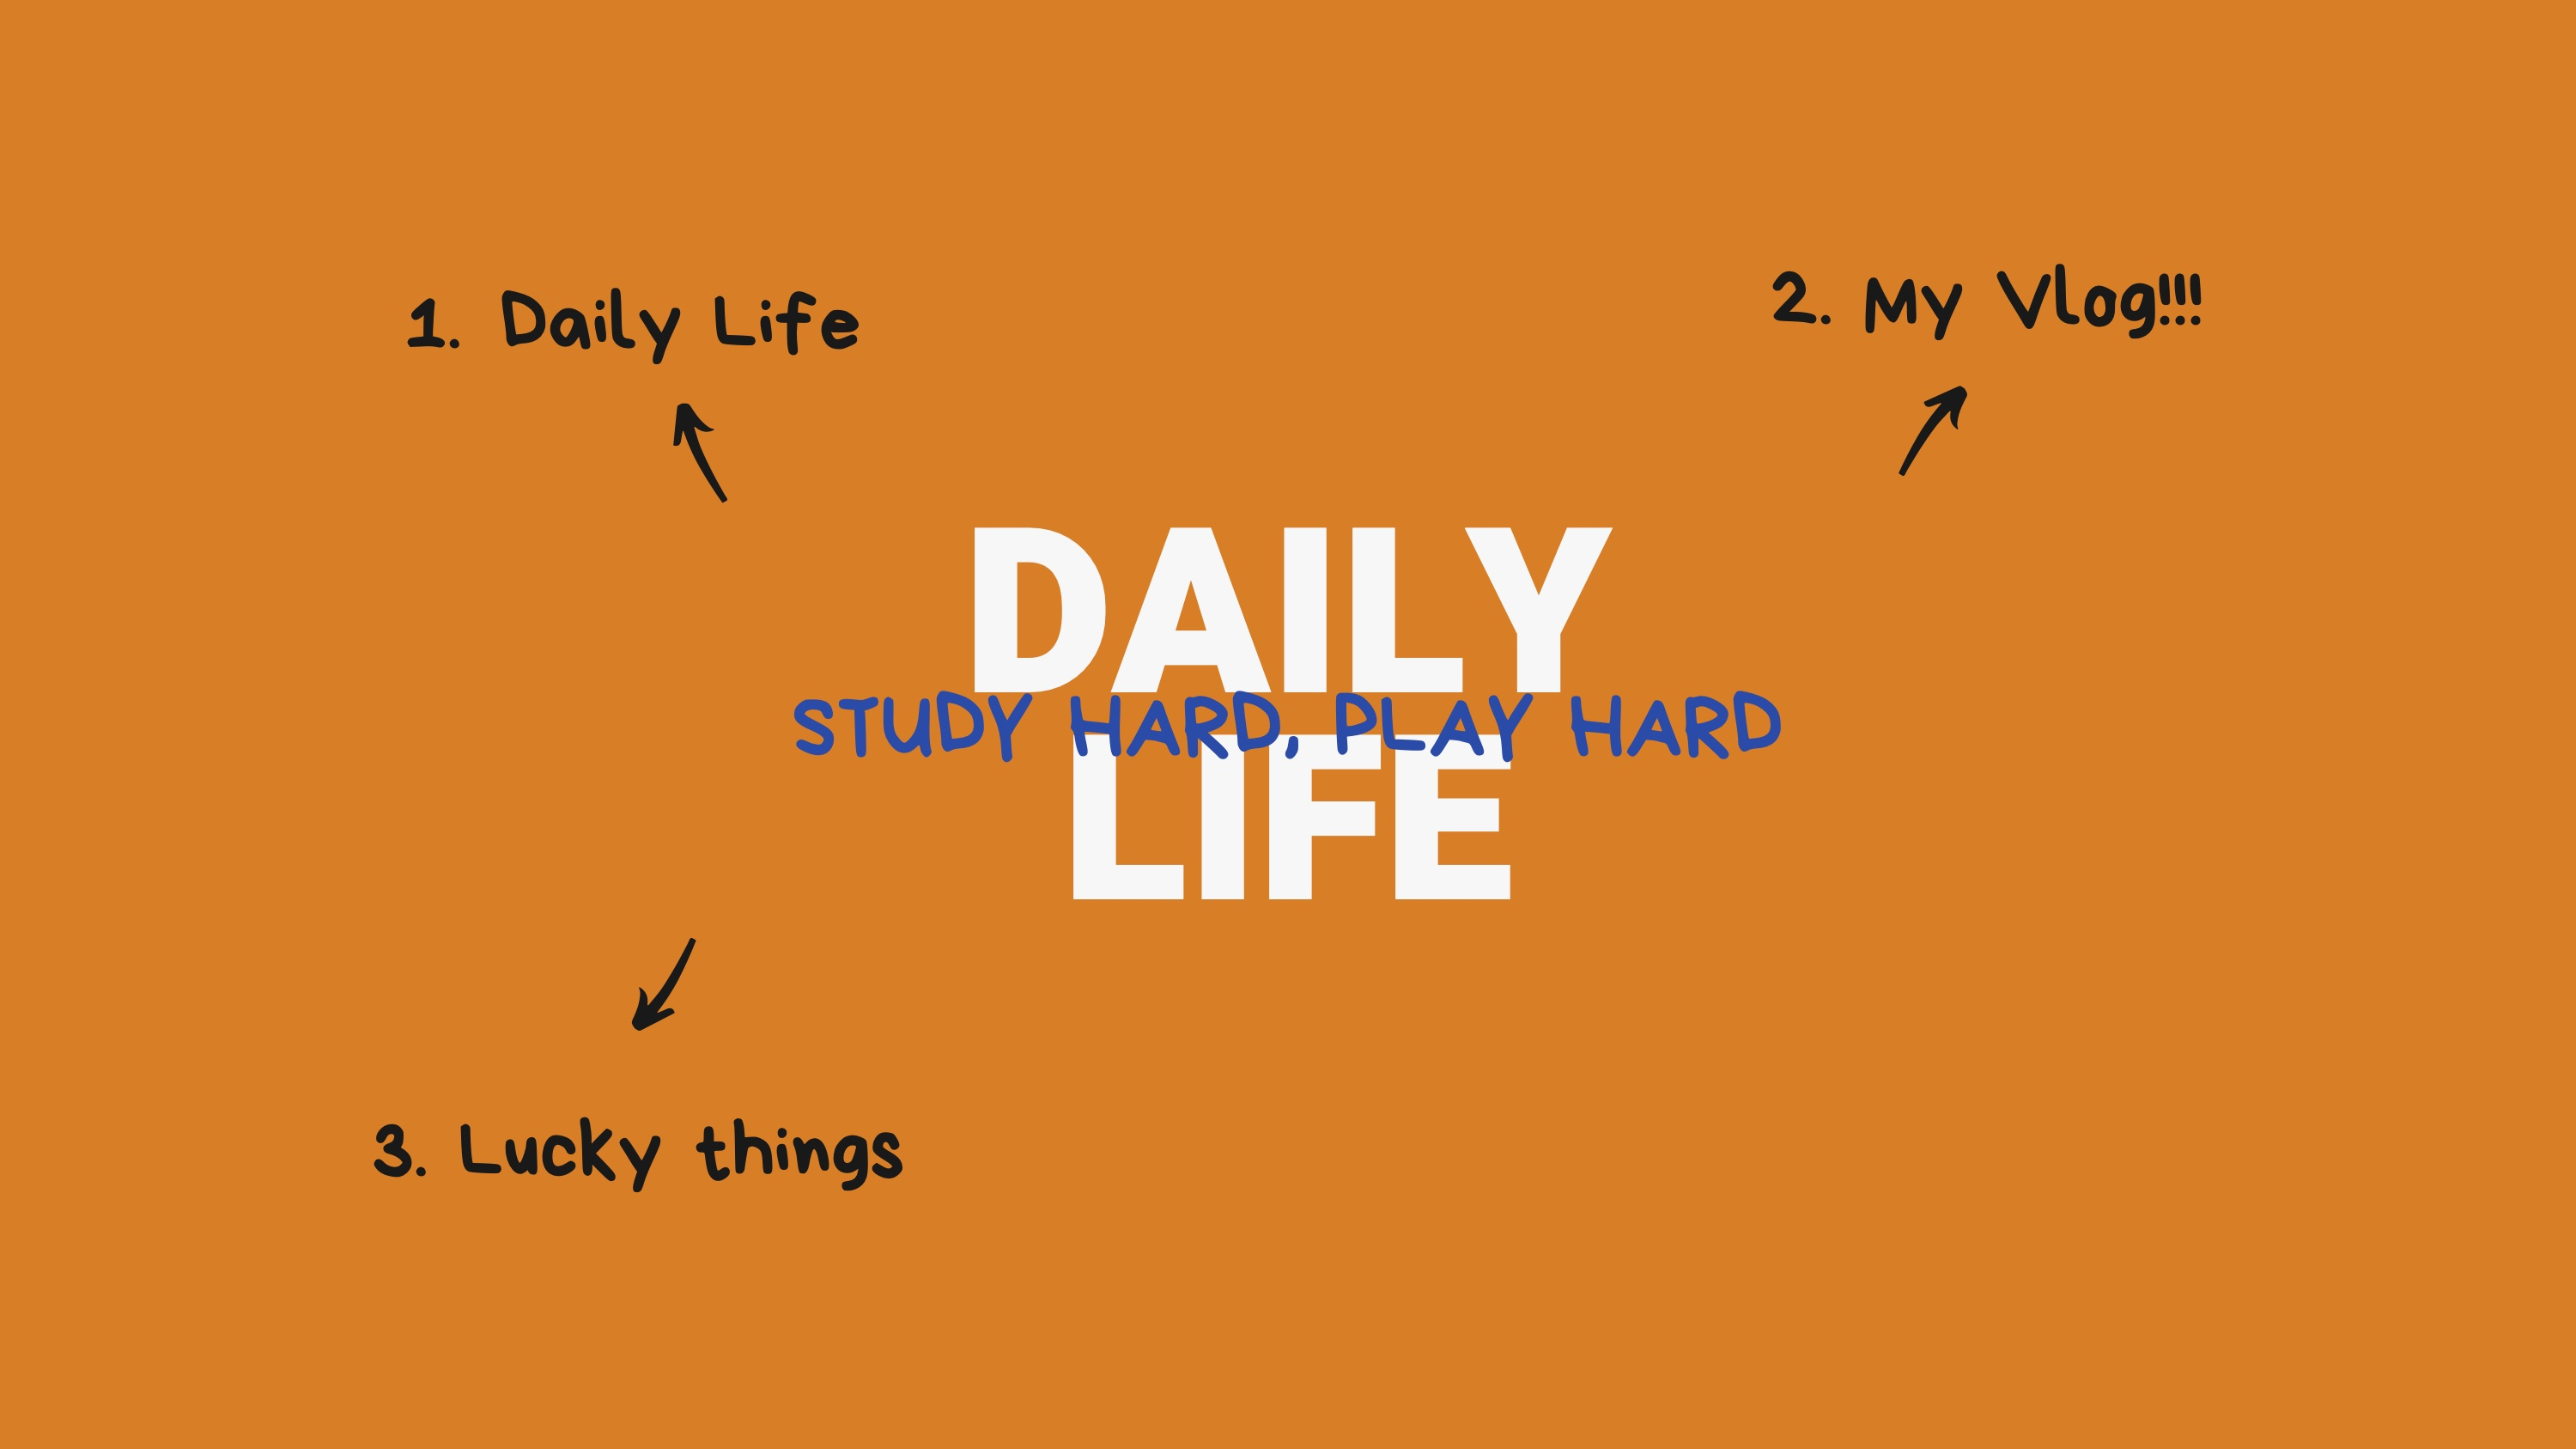 1. Daily Life
2. My Vlog!!!
DAILY
STUDY HARD, PLAY HARD
LIFE
3. Lucky things